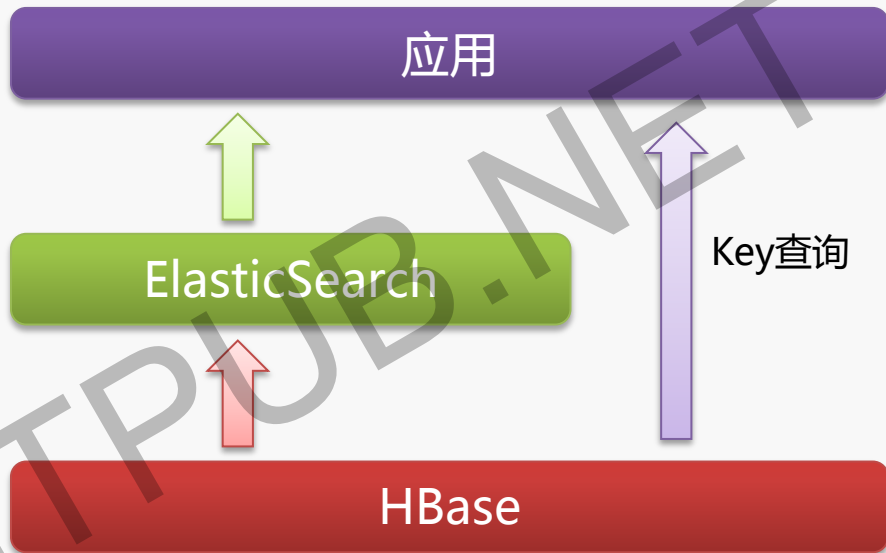 应用
ElasticSearch
Key查询
HBase
TPUB.NET